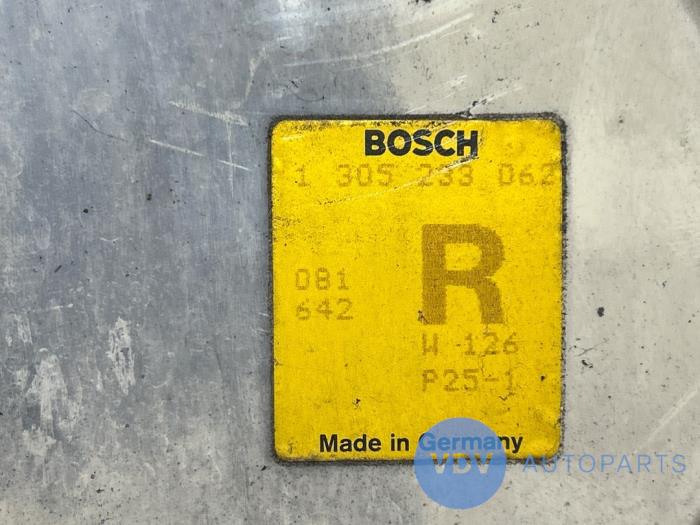 BOSCH
1 305 233 062
R
081
642
W 126
P25-1
Made in Germany
VDV AUTOPARTS